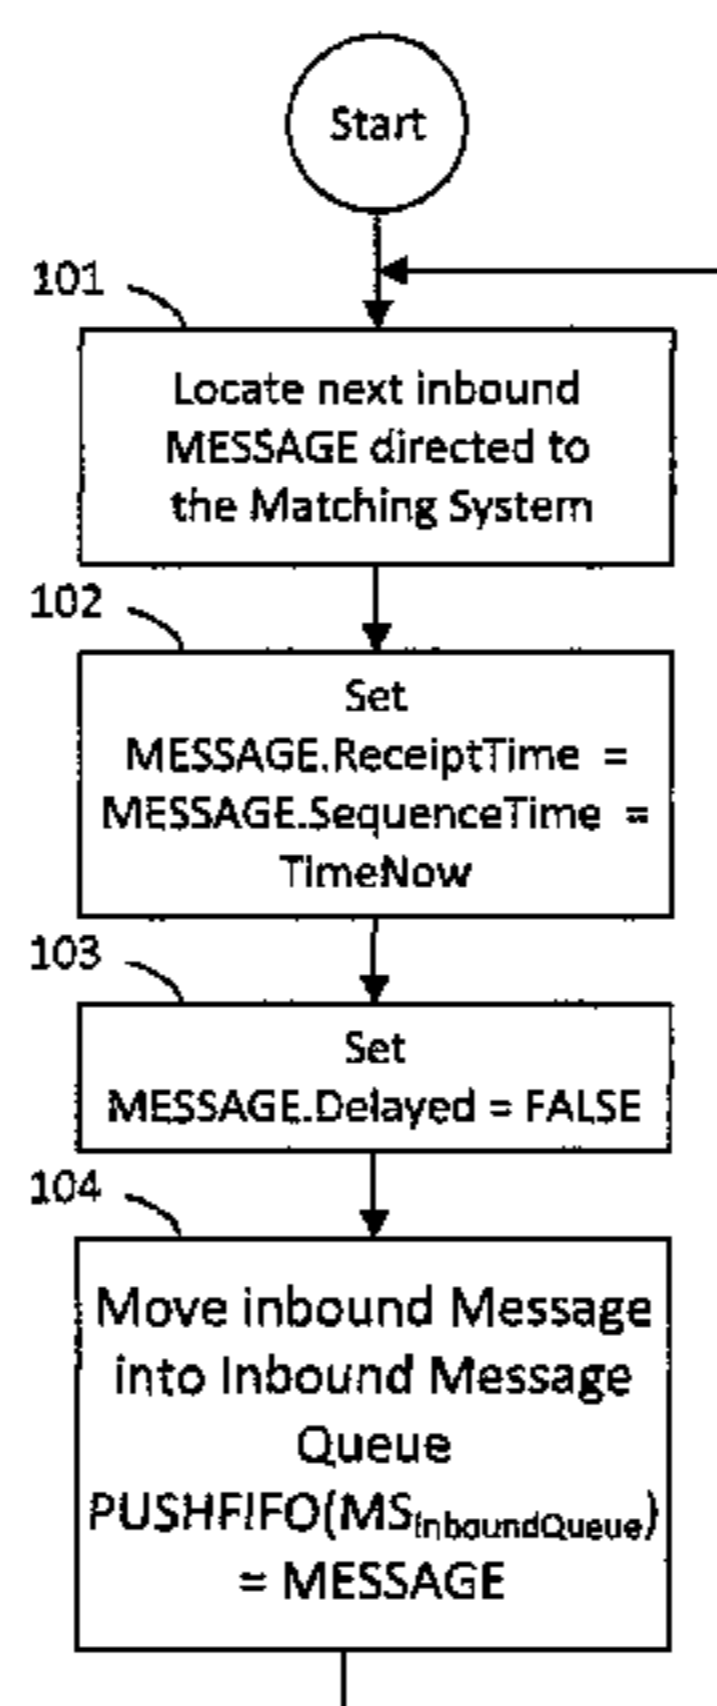 Start
101
Locate next inbound
MESSAGE directed to
the Matching System
102
Set
MESSAGE.ReceiptTime =
MESSAGE.SequenceTime =
TimeNow
103
Set
MESSAGE.Delayed = FALSE
104
Move inbound Message
into Inbound Message
Queue
PUSHFIFO(MSInboundQueue)
= MESSAGE